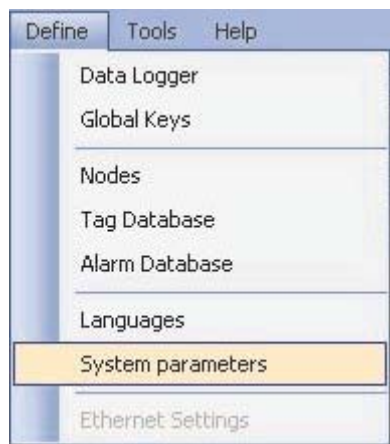 Define Tools Help
Data Logger
Global Keys
Nodes
Tag Database
Alarm Database
Languages
System parameters
Ethernet Settings